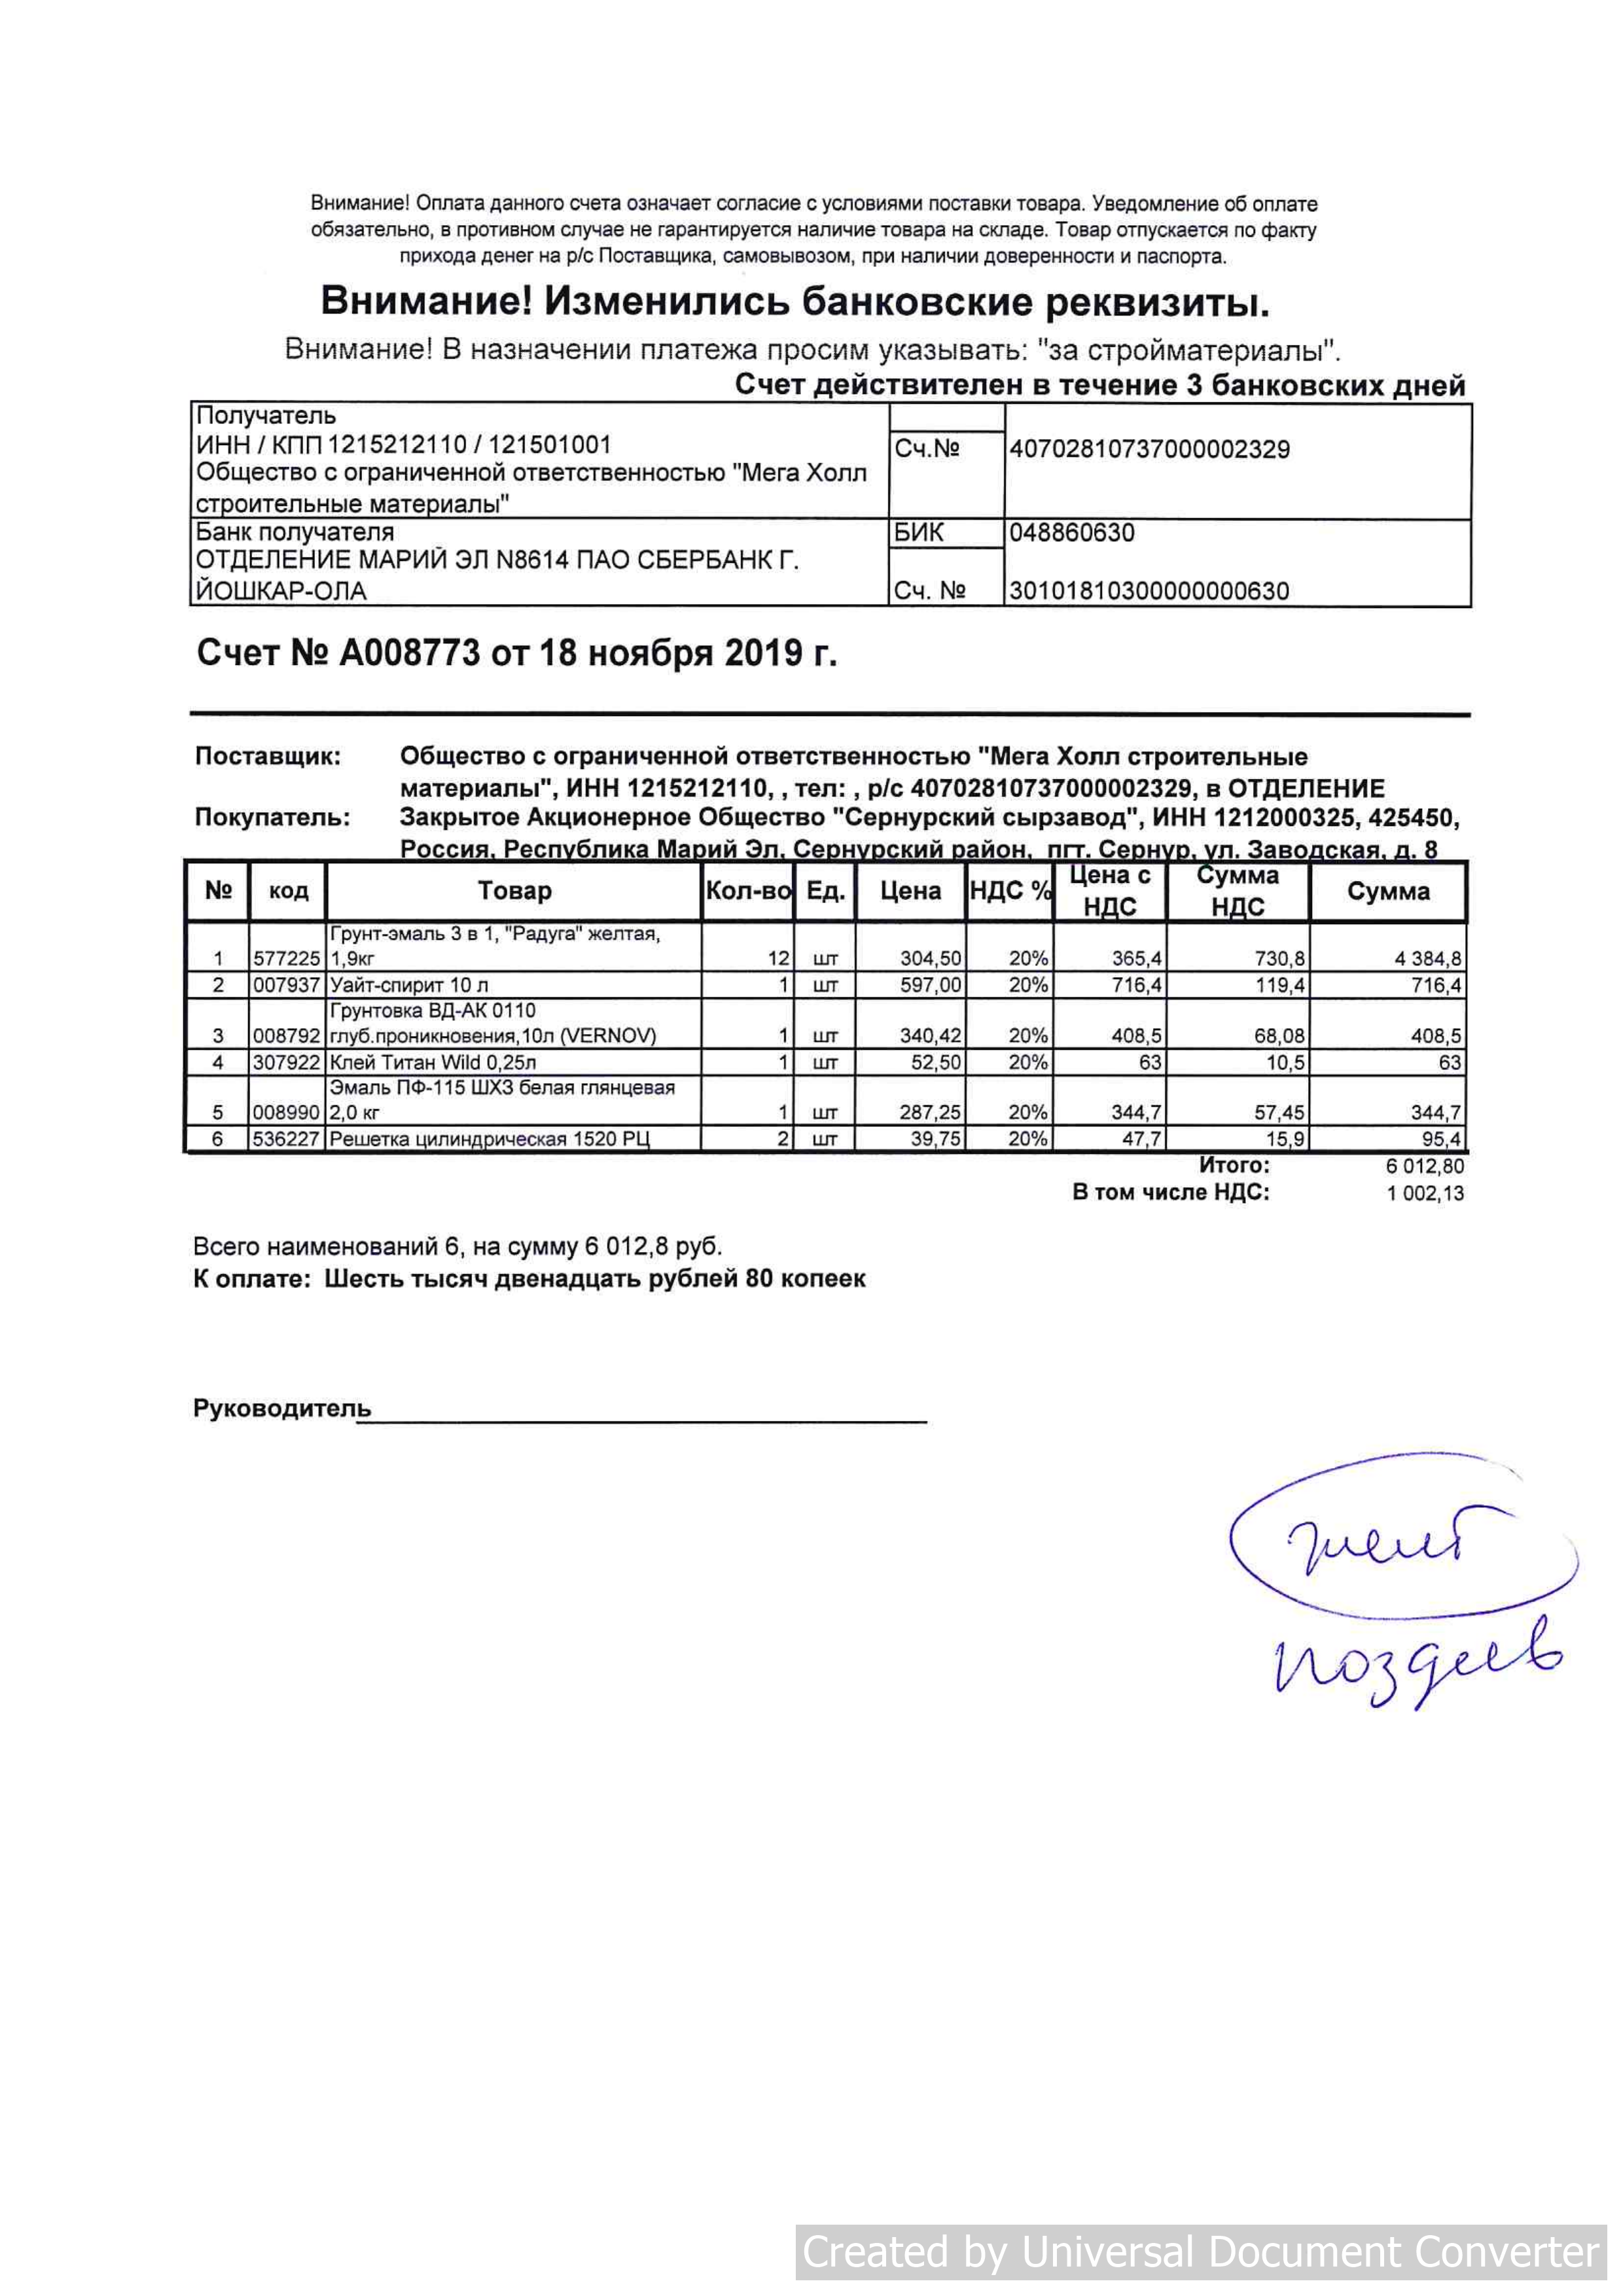 Внимание! Оплата данного счета означает согласие с условиями поставки товара. Уведомление об оплате
обязательно, в противном случае не гарантируется наличие товара на складе. Товар отпускается по факту
прихода денег на р/с Поставщика, самовывозом, при наличии доверенности и паспорта.
Внимание! Изменились банковские реквизиты.
Внимание! В назначении платежа просим указывать: "за стройматериалы".
Счет действителен в течение 3 банковских дней
Получатель
ИНН / КПП 1215212110 / 121501001 Сч.№ 40702810737000002329
Общество с ограниченной ответственностью "Мега Холл
строительные материалы"
Банк получателя БИК 048860630
ОТДЕЛЕНИЕ МАРИЙ ЭЛ N8614 ПАО СБЕРБАНК Г.
ЙОШКАР-ОЛА Сч. № 30101810300000000630
Счет № А008773 от 18 ноября 2019 г.
Поставщик: Общество с ограниченной ответственностью "Мега Холл строительные
материалы", ИНН 1215212110, , тел: , р/с 40702810737000002329, в ОТДЕЛЕНИЕ
Покупатель: Закрытое Акционерное Общество "Сернурский сырзавод", ИНН 1212000325, 425450,
Россия, Республика Марий Эл, Сернурский район, пгт. Сернур, ул. Заводская, д. 8
№ код Товар Кол-во Ед. Цена НДС % Цена с НДС Сумма НДС Сумма
Грунт-эмаль 3 в 1, "Радуга" желтая,
1 577225 1,9кг 12 шт 304,50 20% 365,4 730,8 4 384,8
2 007937 Уайт-спирит 10 л 1 шт 597,00 20% 716,4 119,4 716,4
Грунтовка ВД-АК 0110
3 008792 глуб.проникновения,10л (VERNOV) 1 шт 340,42 20% 408,5 68,08 408,5
4 307922 Клей Титан Wild 0,25л 1 шт 52,50 20% 63 10,5 63
Эмаль ПФ-115 ШХЗ белая глянцевая
5 008990 2,0 кг 1 шт 287,25 20% 344,7 57,45 344,7
6 536227 Решетка цилиндрическая 1520 РЦ 2 шт 39,75 20% 47,7 15,9 95,4
Итого: 6 012,80
В том числе НДС: 1 002,13
Всего наименований 6, на сумму 6 012,8 руб.
К оплате: Шесть тысяч двенадцать рублей 80 копеек
Руководитель
Поздеев
Created by Universal Document Converter